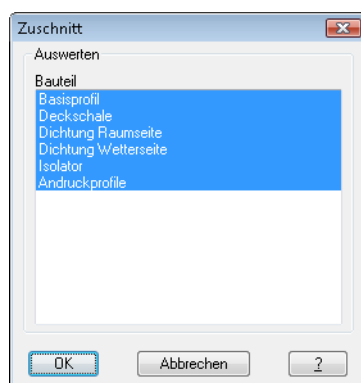 Zuschnitt
Auswerten
Bauteil
Basisprofil
Deckschale
Dichtung Raumseite
Dichtung Wetterseite
Isolator
Andruckprofile
OK Abbrechen ?